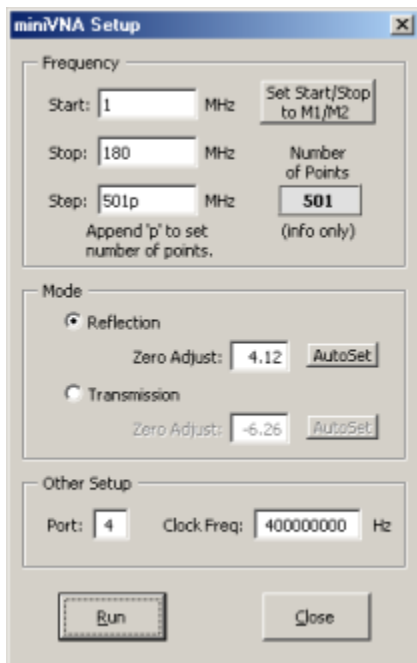 miniVNA Setup
Frequency
Start: 1 MHz
Set Start/Stop
to M1/M2
Stop: 180 MHz
Number
of Points
Step: 501p MHz
501
Append 'p' to set
number of points.
(info only)
Mode
Reflection
Zero Adjust: 4.12 AutoSet
Transmission
Zero Adjust: -6.26 AutoSet
Other Setup
Port: 4 Clock Freq: 400000000 Hz
Run Close